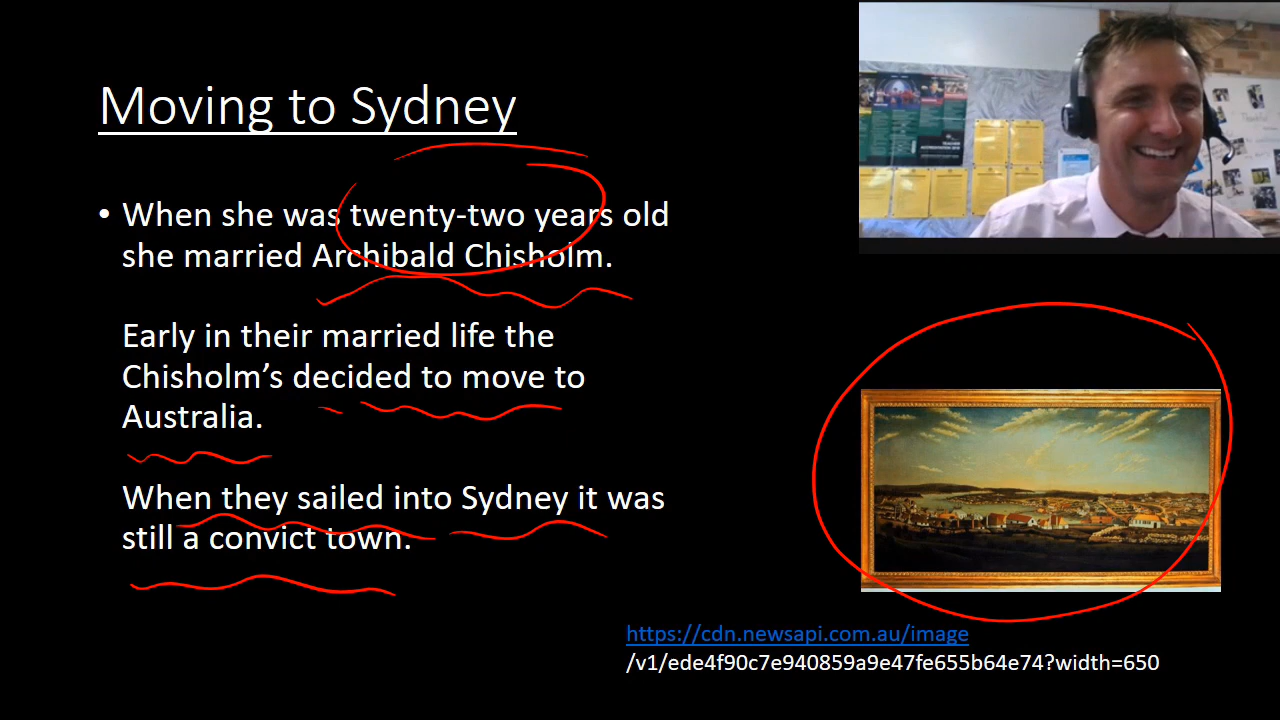 Moving to Sydney
• When she was twenty-two years old
she married Archibald Chisholm.
Early in their married life the
Chisholm’s decided to move to
Australia.
When they sailed into Sydney it was
still a convict town.
https://cdn.newsapi.com.au/image
/v1/ede4f90c7e940859a9e47fe655b64e74?width=650